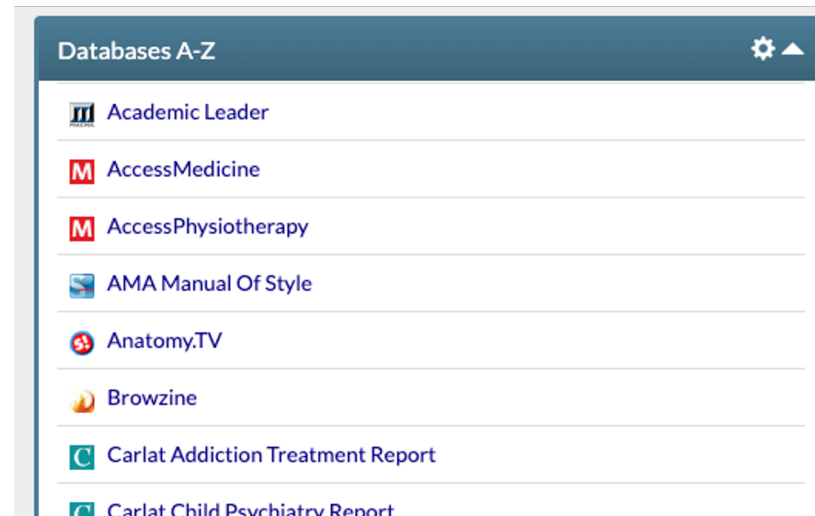 Databases A-Z
Academic Leader
M AccessMedicine
M AccessPhysiotherapy
AMA Manual Of Style
Anatomy.TV
Browzine
C Carlat Addiction Treatment Report
C Carlat Child Psychiatry Report